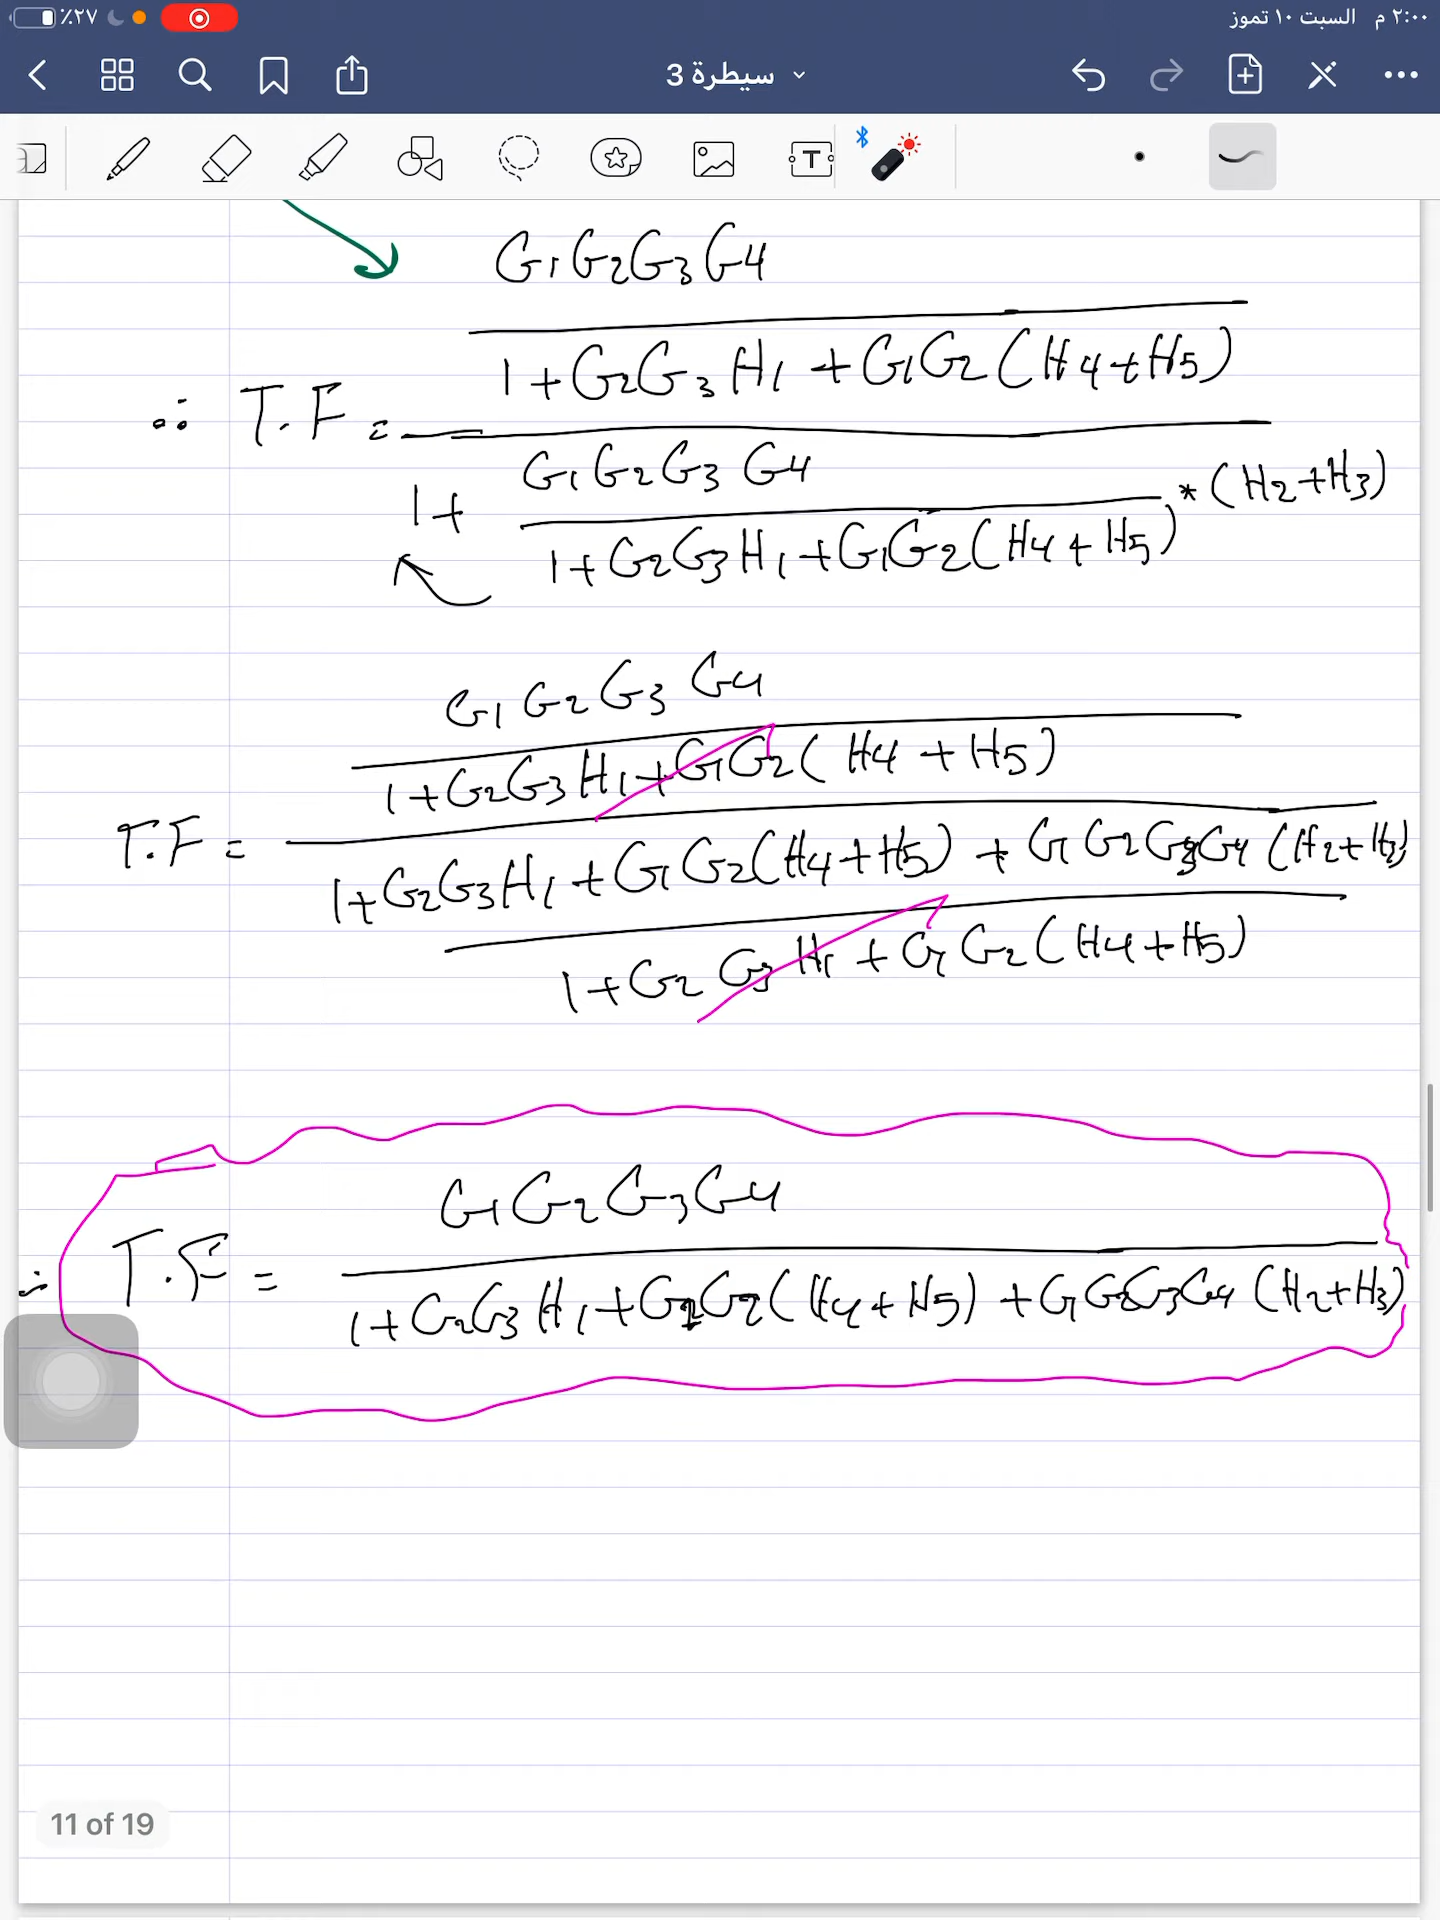 ٪٢٧
٢:٠٠ م السبت ١٠ تموز
سيطرة 3
T
G1G2G3G4
1+G2G3H1+G1G2(H4+H5)
∴ T.F =
G1G2G3G4
1+
*(H2+H3)
1+G2G3H1+G1G2(H4+H5)
G1G2G3G4
1+G2G3H1+G1G2(H4+H5)
T.F =
1+G2G3H1+G1G2(H4+H5)+G1G2G3G4(H2+H3)
1+G2G3H1+G1G2(H4+H5)
G1G2G3G4
∴ T.F =
1+G2G3H1+G1G2(H4+H5)+G1G2G3G4(H2+H3)
11 of 19